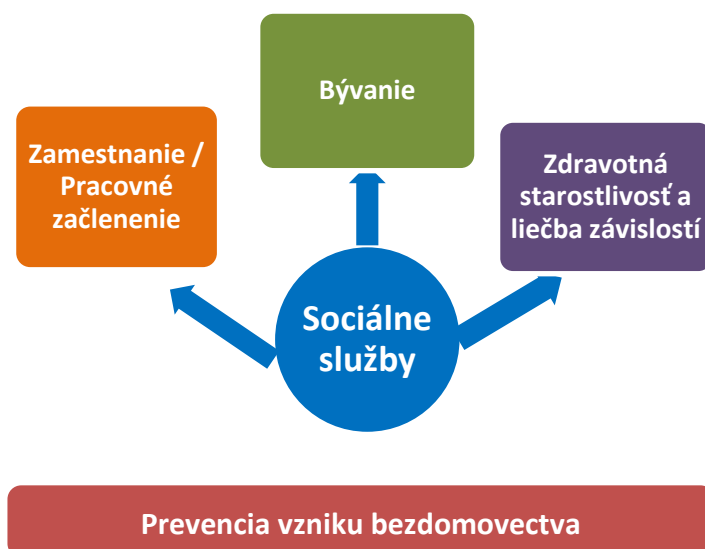 Bývanie
Zamestnanie /
Pracovné
začlenenie
Zdravotná
starostlivosť a
liečba závislostí
Sociálne
služby
Prevencia vzniku bezdomovectva